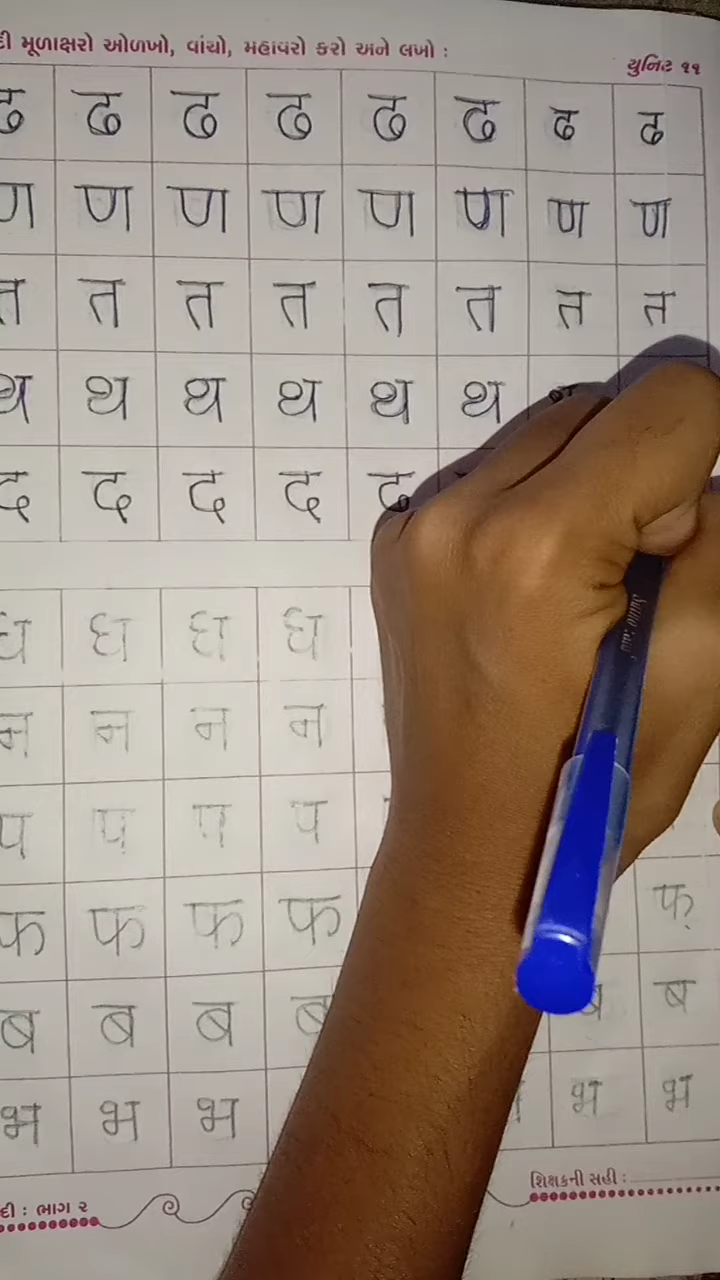 મૂળાક્ષરો ઓળખો, વાંચો, મહાવરો કરો અને લખો :
યુનિટ ૧૧
ढ ढ ढ ढ ढ ढ ढ ढ
ण ण ण ण ण ण ण ण
त त त त त त त त
थ थ थ थ थ थ
द द द द द
ध ध ध ध
न न न न
प प प प
फ फ फ फ फ
ब ब ब ब ब ब
भ भ भ भ भ
શિક્ષકની સહી :
ભાગ ૨